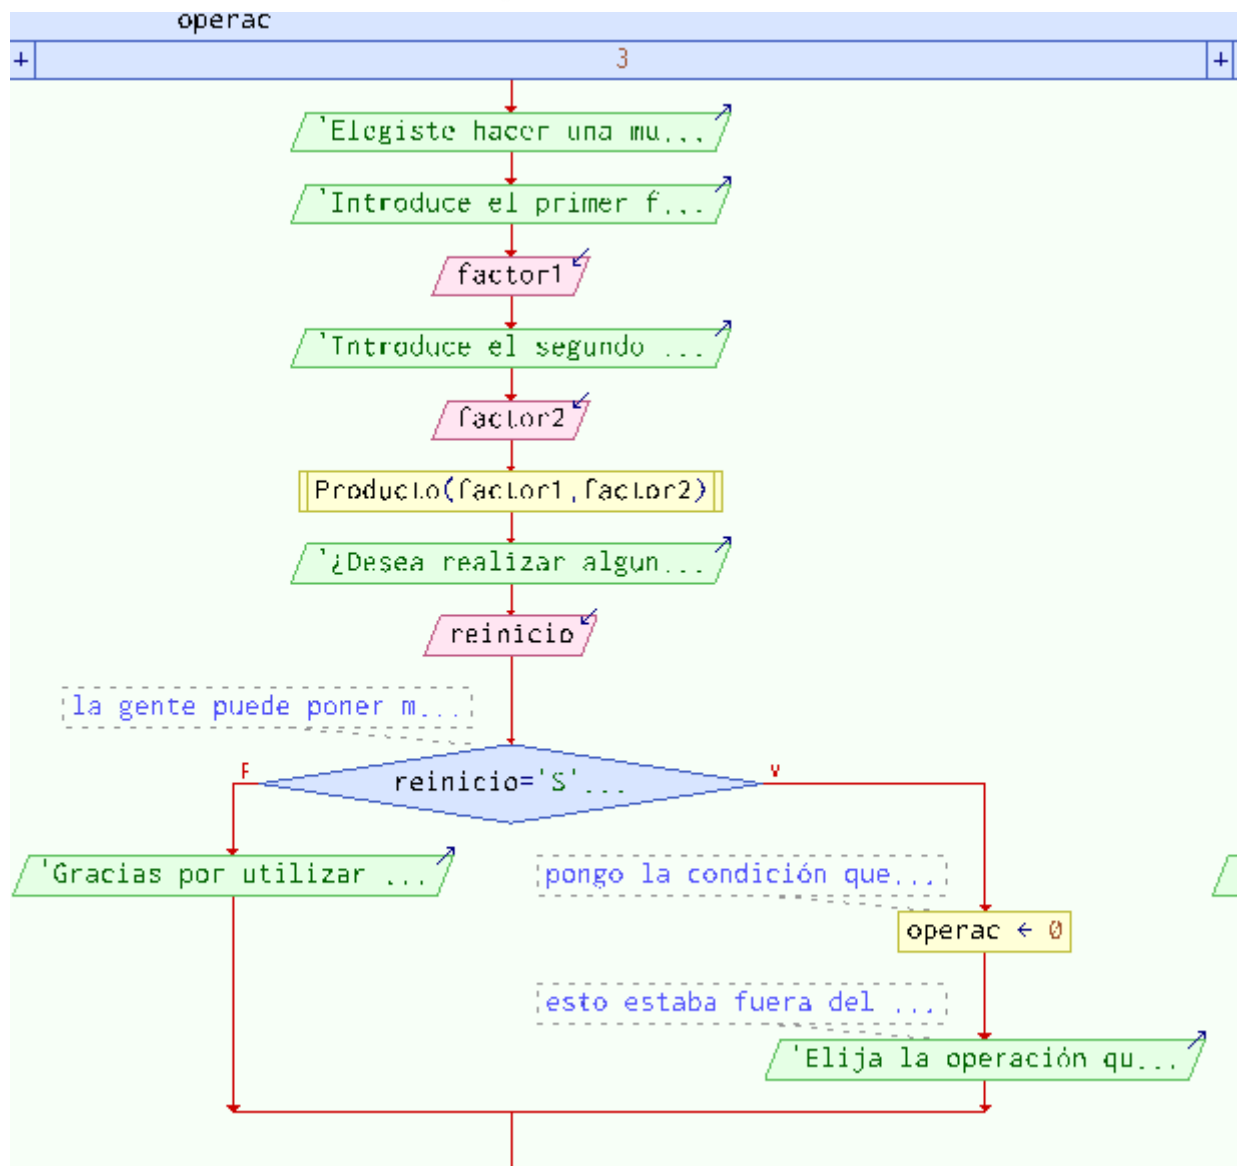 operac
+ 3 +
'Elegiste hacer una mu...
'Introduce el primer f...
factor1
'Introduce el segundo ...
factor2
Producto(factor1,factor2)
'¿Desea realizar algun...
reinicio
la gente puede poner m...
F reinicio='S'... V
'Gracias por utilizar ...
pongo la condición que...
operac ← 0
esto estaba fuera del ...
'Elija la operación qu...